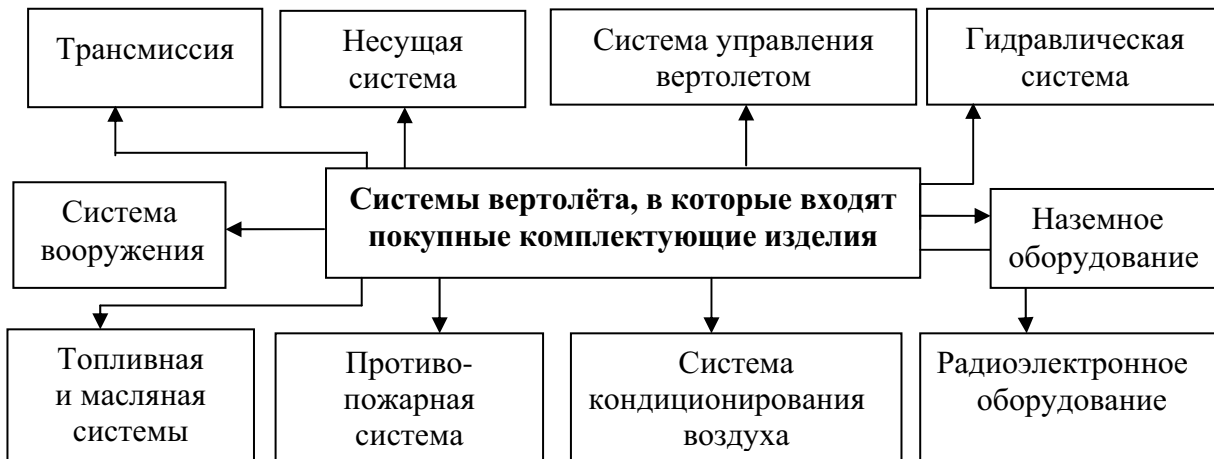 Трансмиссия
Несущая
система
Система управления
вертолетом
Гидравлическая
система
Система
вооружения
Системы вертолёта, в которые входят
покупные комплектующие изделия
Наземное
оборудование
Топливная
и масляная
системы
Противо-
пожарная
система
Система
кондиционирования
воздуха
Радиоэлектронное
оборудование